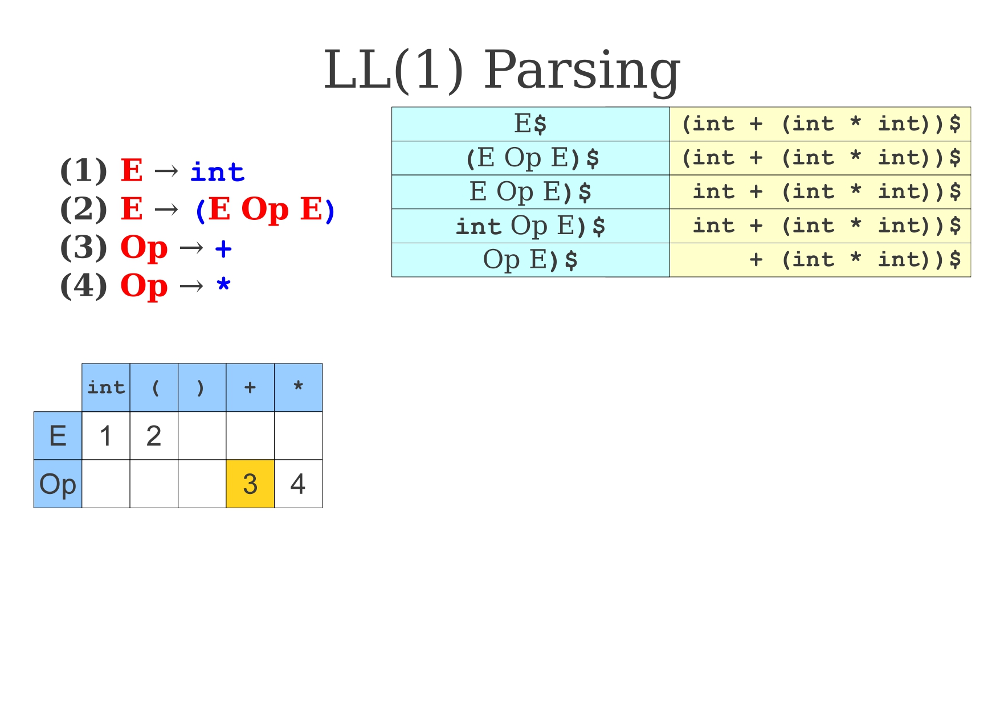 LL(1) Parsing
(1) E → int
(2) E → (E Op E)
(3) Op → +
(4) Op → *
E$ (int + (int * int))$
(E Op E)$ (int + (int * int))$
E Op E)$ int + (int * int))$
int Op E)$ int + (int * int))$
Op E)$ + (int * int))$
int ( ) + *
E 1 2
Op 3 4